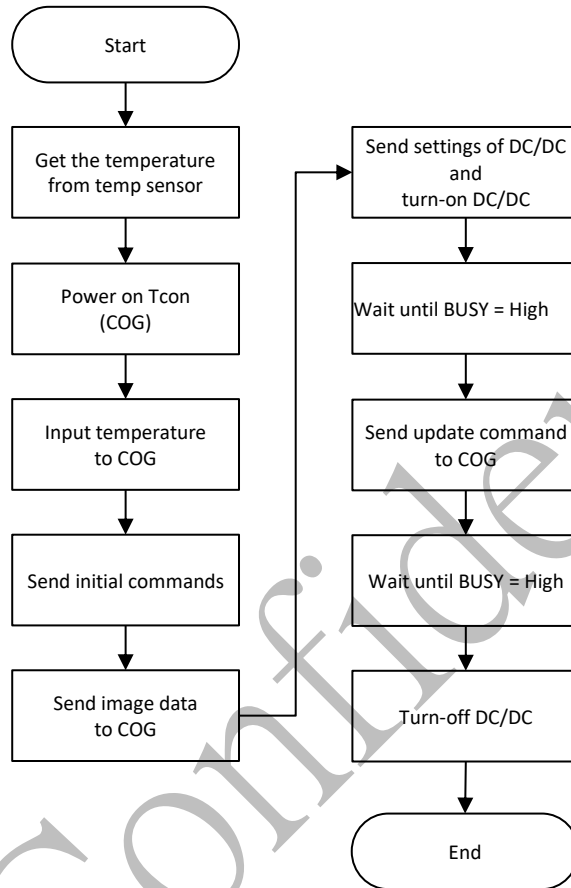 Start
Get the temperature
from temp sensor
Power on Tcon
(COG)
Input temperature
to COG
Send initial commands
Send image data
to COG
Send settings of DC/DC
and
turn-on DC/DC
Wait until BUSY = High
Send update command
to COG
Wait until BUSY = High
Turn-off DC/DC
End